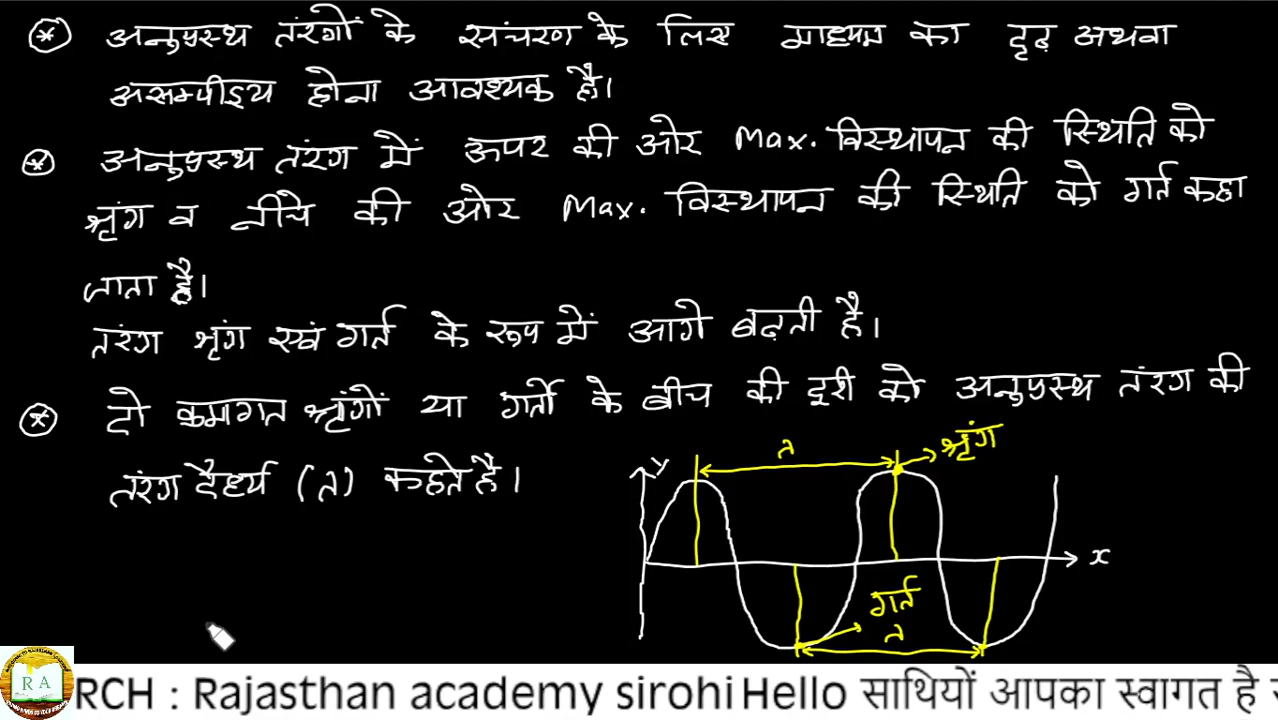 * अनुप्रस्थ तरंगों के संचरण के लिए माध्यम का दृढ़ अथवा
असम्पीड्य होना आवश्यक है।
* अनुप्रस्थ तरंग में ऊपर की ओर Max. विस्थापन की स्थिति को
श्रृंग व नीचे की ओर Max. विस्थापन की स्थिति को गर्त कहा
जाता है।
तरंग श्रृंग एवं गर्त के रूप में आगे बढ़ती है।
* दो क्रमागत श्रृंगों या गर्तो के बीच की दूरी को अनुप्रस्थ तरंग की
तरंग दैर्ध्य (λ) कहते है।
y
λ
श्रृंग
x
गर्त
λ
R A
RCH : Rajasthan academy sirohi Hello साथियों आपका स्वागत है